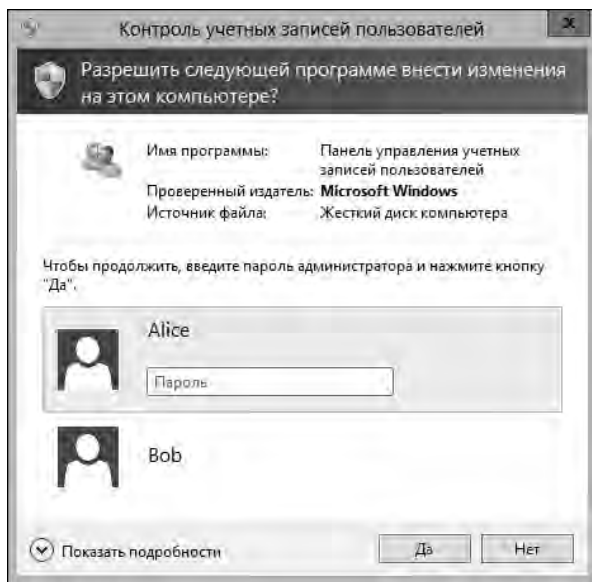 Контроль учетных записей пользователей
Разрешить следующей программе внести изменения
на этом компьютере?
Имя программы: Панель управления учетных
записей пользователей
Проверенный издатель: Microsoft Windows
Источник файла: Жесткий диск компьютера
Чтобы продолжить, введите пароль администратора и нажмите кнопку
"Да".
Alice
Пароль
Bob
Показать подробности
Да
Нет